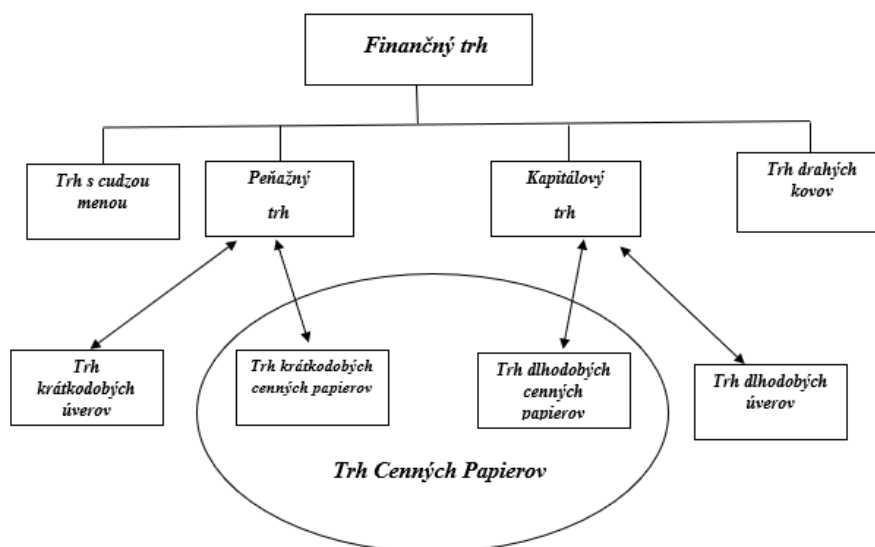 Finančný trh
Trh s cudzou
menou
Peňažný
trh
Kapitálový
trh
Trh drahých
kovov
Trh
krátkodobých
úverov
Trh krátkodobých
cenných papierov
Trh dlhodobých
cenných
papierov
Trh dlhodobých
úverov
Trh Cenných Papierov